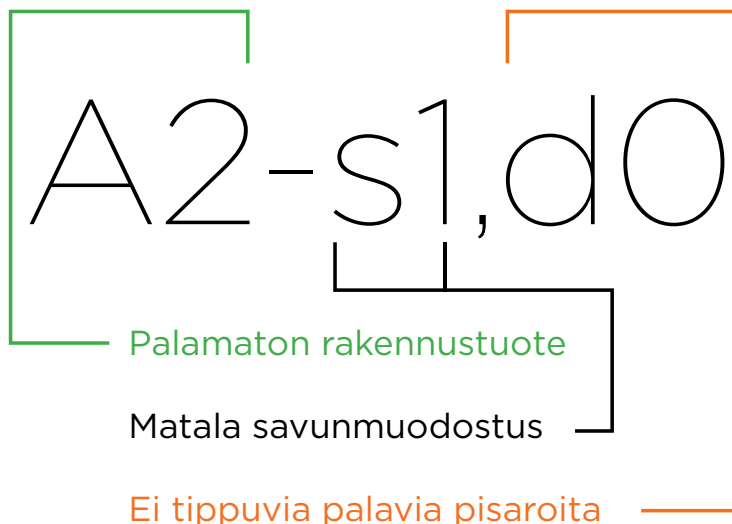 A2-s1,d0
Palamaton rakennustuote
Matala savunmuodostus
Ei tippuvia palavia pisaroita